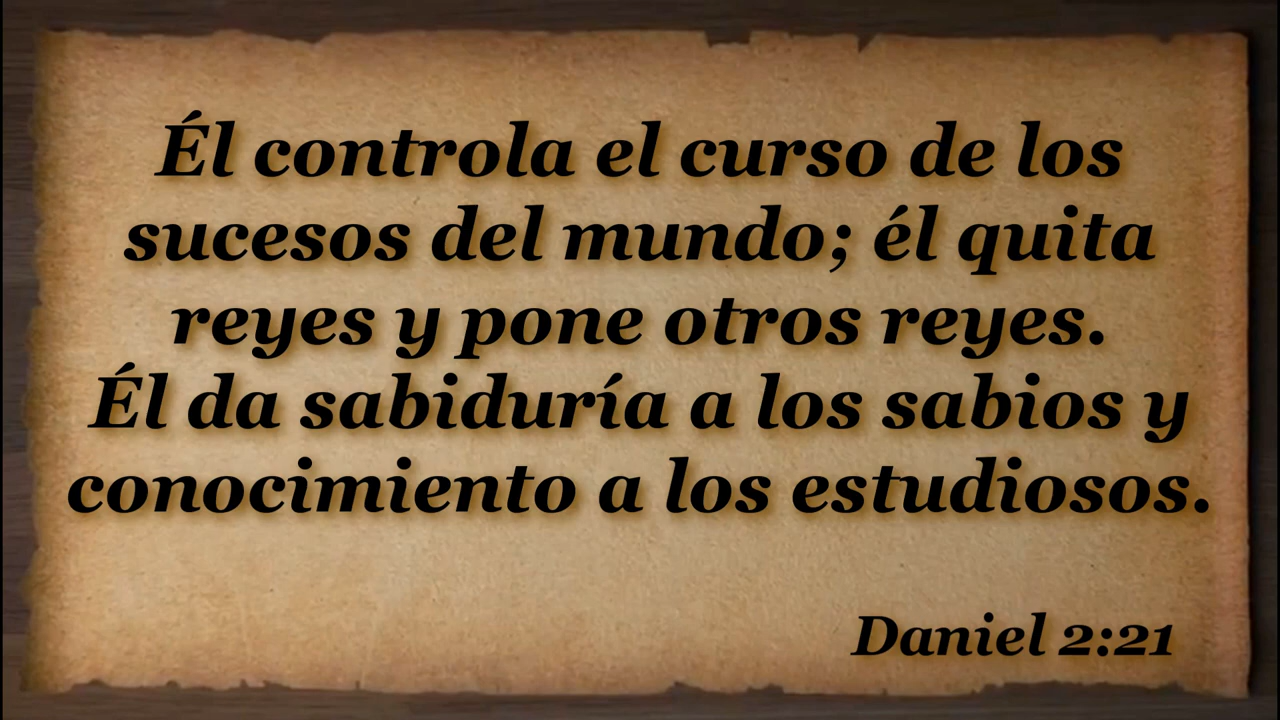 Él controla el curso de los
sucesos del mundo; él quita
reyes y pone otros reyes.
Él da sabiduría a los sabios y
conocimiento a los estudiosos.
Daniel 2:21